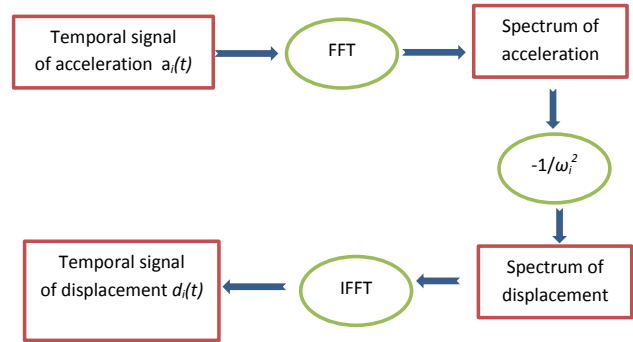 Temporal signal
of acceleration a_i(t)
FFT
Spectrum of
acceleration
-1/ω_i^2
Spectrum of
displacement
IFFT
Temporal signal
of displacement d_i(t)